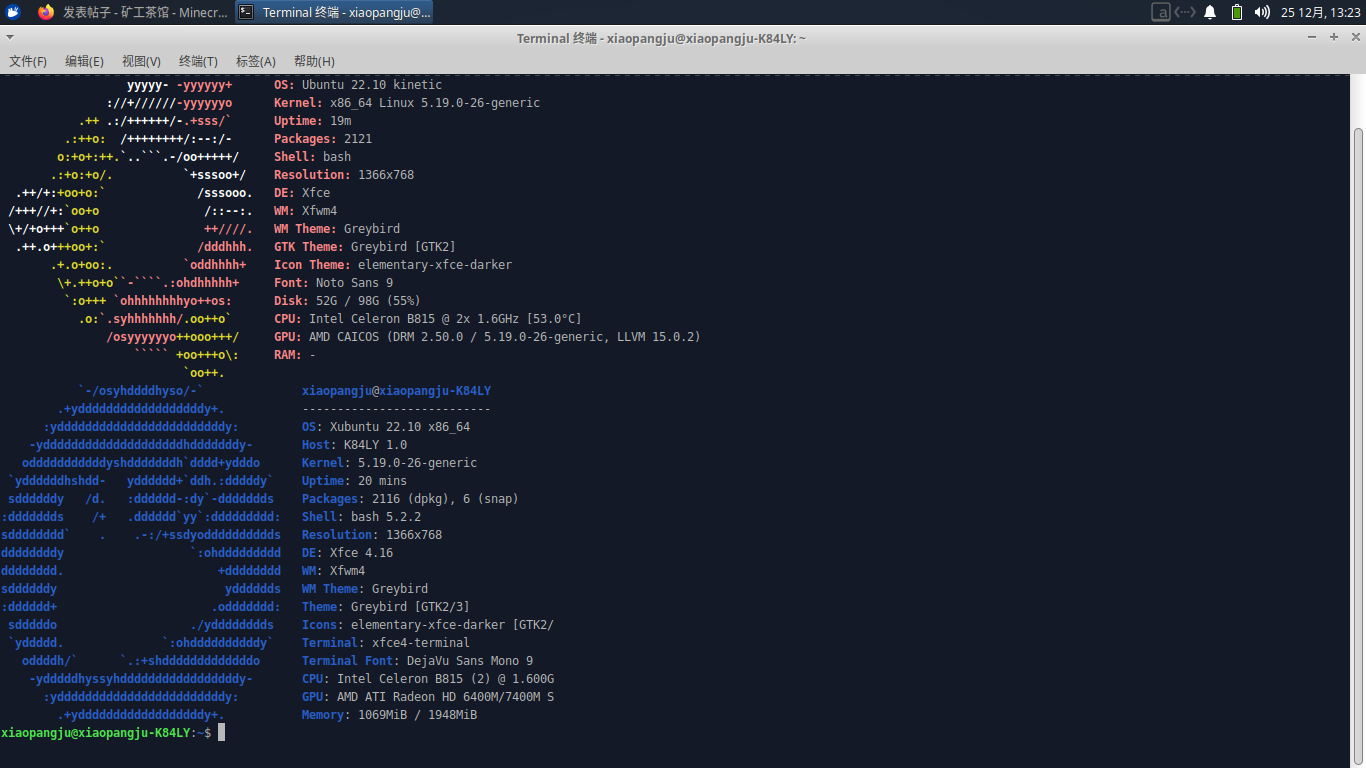 发表帖子 - 矿工茶馆 - Minecr... Terminal 终端 - xiaopangju@... a 25 12月, 13:23
Terminal 终端 - xiaopangju@xiaopangju-K84LY: ~
文件(F) 编辑(E) 视图(V) 终端(T) 标签(A) 帮助(H)
yyyyy- -yyyyyy+ OS: Ubuntu 22.10 kinetic
://+//////-yyyyyyo Kernel: x86_64 Linux 5.19.0-26-generic
.++ .:/++++++/-.+sss/` Uptime: 19m
.:++o: /++++++++/:--:/- Packages: 2121
o:+o+:++.`..```.-/oo+++++/ Shell: bash
.:+o:+o/. `+sssoo+/ Resolution: 1366x768
.++/+:+oo+o:` /sssooo. DE: Xfce
/+++//+:`oo+o /::--:. WM: Xfwm4
\+/+o+++`o++o ++////. WM Theme: Greybird
.++.o+++oo+:` /dddhhh. GTK Theme: Greybird [GTK2]
.+.o+oo:. `oddhhhh+ Icon Theme: elementary-xfce-darker
\+.++o+o``-````.:ohdhhhhh+ Font: Noto Sans 9
`:o+++ `ohhhhhhhhyo++os: Disk: 52G / 98G (55%)
.o:`.syhhhhhhh/.oo++o` CPU: Intel Celeron B815 @ 2x 1.6GHz [53.0°C]
/osyyyyyyo++ooo+++/ GPU: AMD CAICOS (DRM 2.50.0 / 5.19.0-26-generic, LLVM 15.0.2)
````` +oo+++o\: RAM: -
`oo++.
`-/osyhddddhyso/-` xiaopangju@xiaopangju-K84LY
.+yddddddddddddddddddy+. ---------------------------
:yddddddddddddddddddddddddy: OS: Xubuntu 22.10 x86_64
-yddddddddddddddddddddhdddddddy- Host: K84LY 1.0
odddddddddddyshdddddddh`dddd+ydddo Kernel: 5.19.0-26-generic
`yddddddhshdd- ydddddd+`ddh.:dddddy` Uptime: 20 mins
sddddddy /d. :dddddd-:dy`-ddddddds Packages: 2116 (dpkg), 6 (snap)
:ddddddds /+ .dddddd`yy`:ddddddddd: Shell: bash 5.2.2
sdddddddd` . .-:/+ssdyodddddddddds Resolution: 1366x768
ddddddddy `:ohddddddddd DE: Xfce 4.16
dddddddd. +dddddddd WM: Xfwm4
sddddddy ydddddds WM Theme: Greybird
:dddddd+ .oddddddd: Theme: Greybird [GTK2/3]
sdddddo ./ydddddddds Icons: elementary-xfce-darker [GTK2/
`yddddd. `:ohddddddddddy` Terminal: xfce4-terminal
oddddh/` `.:+shdddddddddddddo Terminal Font: DejaVu Sans Mono 9
-ydddddhyssyhdddddddddddddddddy- CPU: Intel Celeron B815 (2) @ 1.600G
:yddddddddddddddddddddddddy: GPU: AMD ATI Radeon HD 6400M/7400M S
.+yddddddddddddddddddy+. Memory: 1069MiB / 1948MiB
xiaopangju@xiaopangju-K84LY:~$